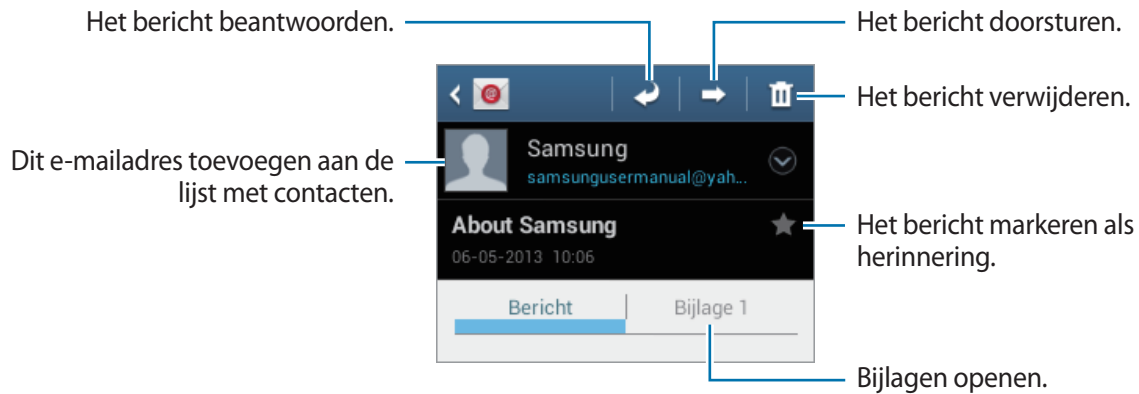 Het bericht beantwoorden.
Het bericht doorsturen.
Het bericht verwijderen.
Dit e-mailadres toevoegen aan de
lijst met contacten.
Samsung
samsungusermanual@yah...
About Samsung
06-05-2013 10:06
Het bericht markeren als
herinnering.
Bericht
Bijlage 1
Bijlagen openen.